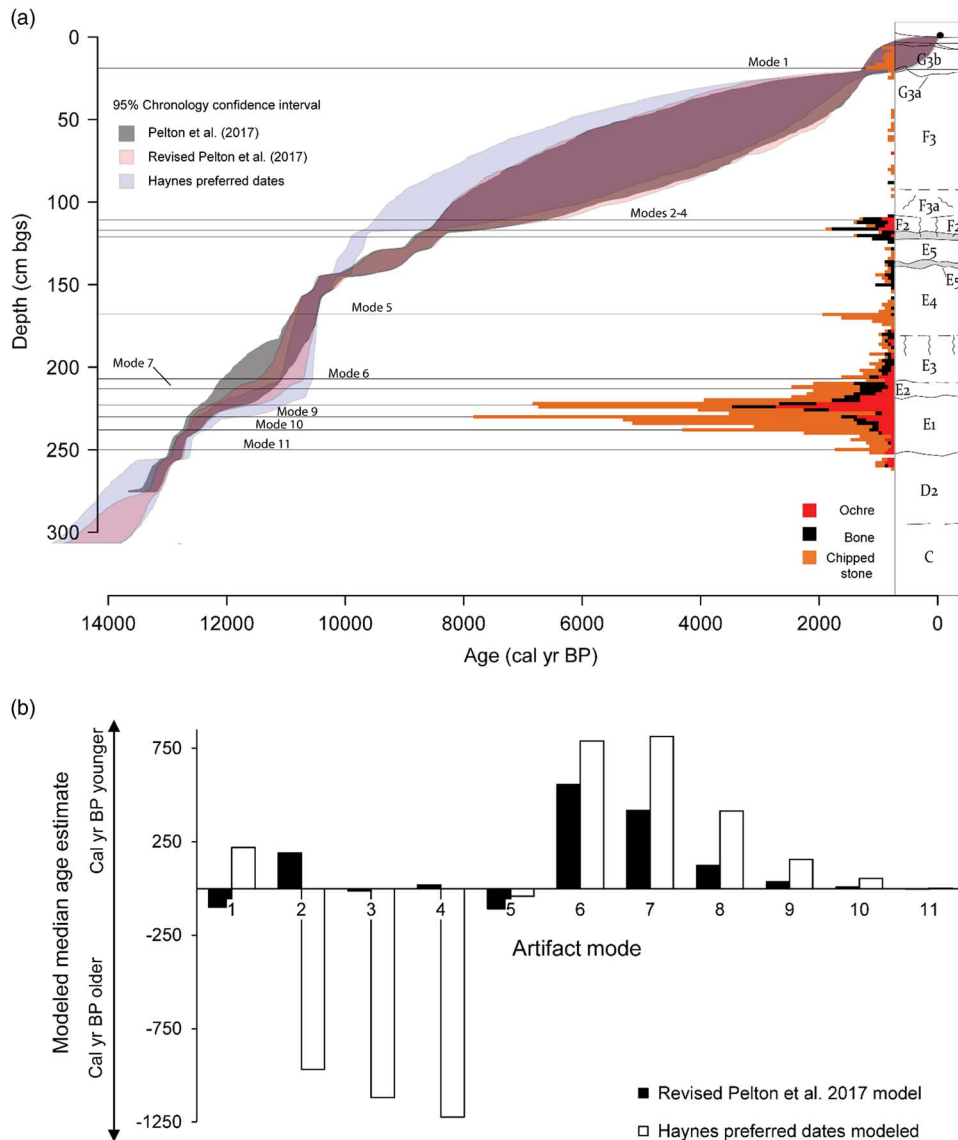 (a)
0
50
100
150
200
250
300
Depth (cm bgs)
95% Chronology confidence interval
Pelton et al. (2017)
Revised Pelton et al. (2017)
Haynes preferred dates
Mode 1
Modes 2-4
Mode 5
Mode 7
Mode 6
Mode 9
Mode 10
Mode 11
G3b
G3a
F3
F3a
F2
F2
E5
E5
E4
E3
E2
E1
D2
C
Ochre
Bone
Chipped
stone
14000
12000
10000
8000
6000
4000
2000
0
Age (cal yr BP)
(b)
Modeled median age estimate
Cal yr BP younger
Cal yr BP older
750
250
-250
-750
-1250
1
2
3
4
5
6
7
8
9
10
11
Artifact mode
Revised Pelton et al. 2017 model
Haynes preferred dates modeled